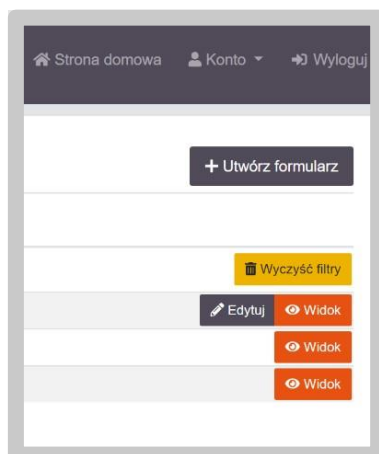 Strona domowa Konto Wyloguj
+ Utwórz formularz
Wyczyść filtry
Edytuj Widok
Widok
Widok